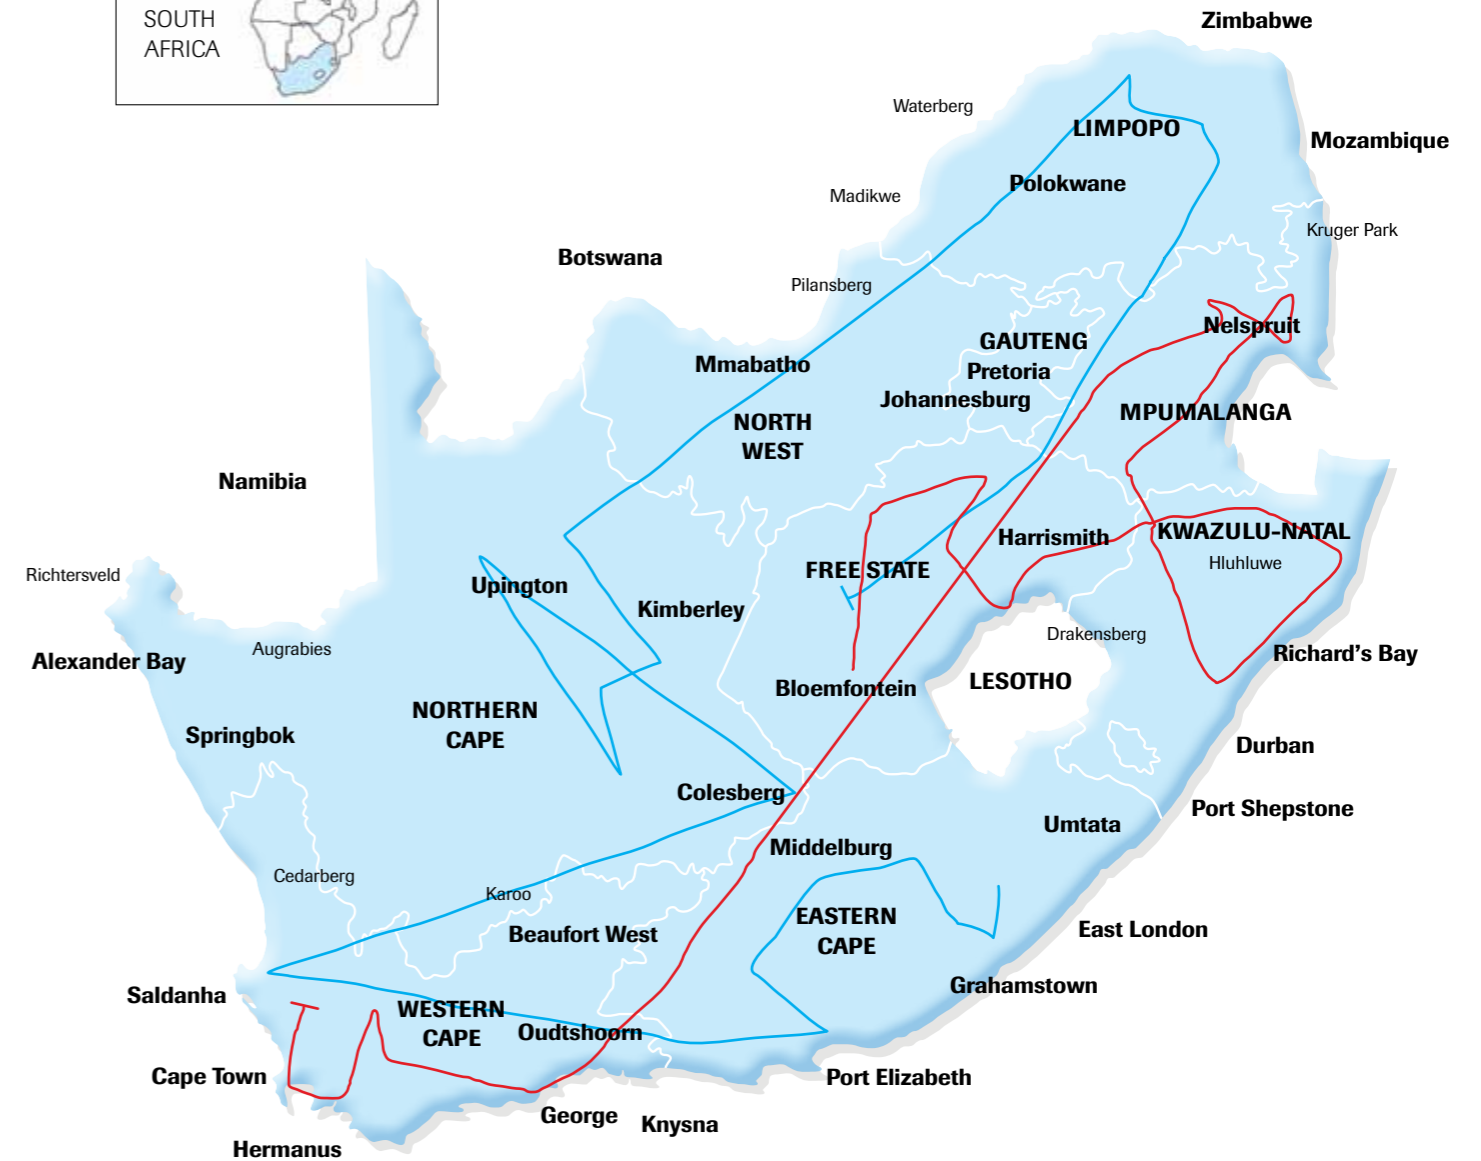 SOUTH
AFRICA
Zimbabwe
Waterberg
LIMPOPO
Mozambique
Polokwane
Madikwe
Kruger Park
Botswana
Pilansberg
Nelspruit
GAUTENG
Mmabatho
Pretoria
Johannesburg
MPUMALANGA
NORTH
WEST
Namibia
Harrismith
KWAZULU-NATAL
Hluhluwe
Richtersveld
FREE STATE
Upington
Kimberley
Drakensberg
Augrabies
Alexander Bay
Richard's Bay
LESOTHO
Bloemfontein
NORTHERN
CAPE
Springbok
Durban
Colesberg
Port Shepstone
Umtata
Middelburg
Cedarberg
Karoo
EASTERN
CAPE
Beaufort West
East London
Grahamstown
Saldanha
WESTERN
CAPE
Oudtshoorn
Cape Town
Port Elizabeth
George
Knysna
Hermanus